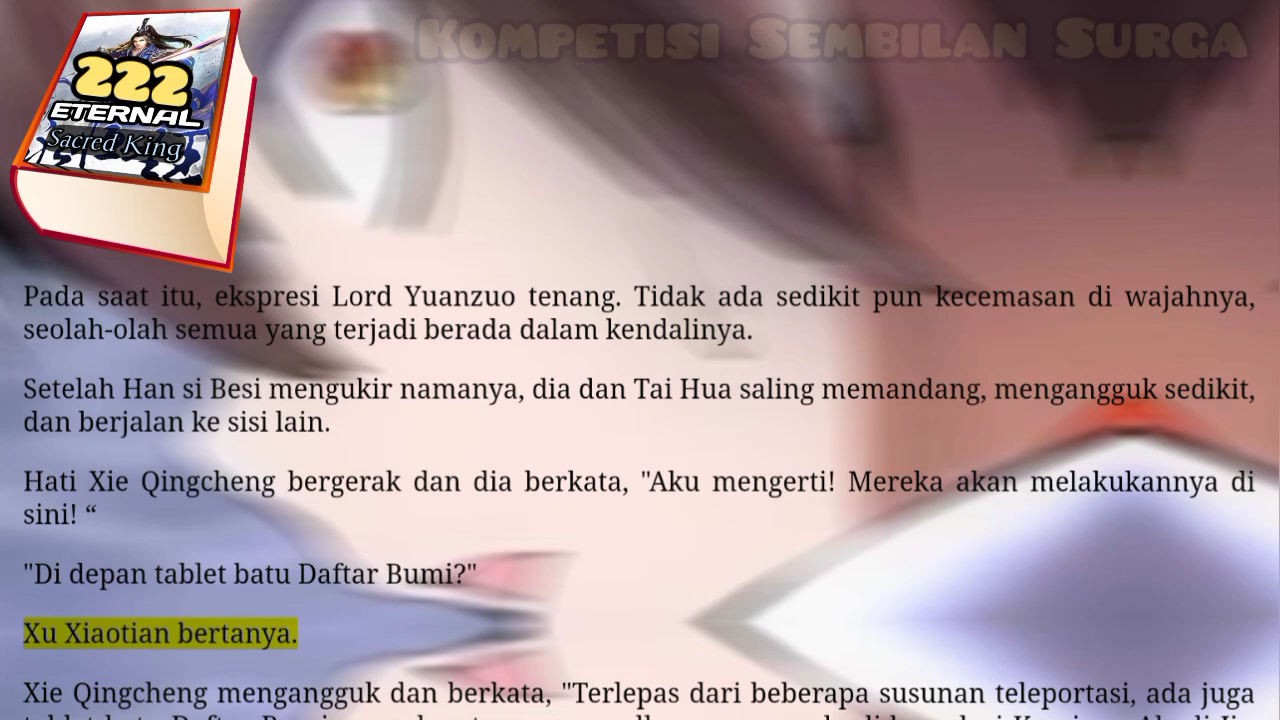 Kompetisi Sembilan Surga
222
ETERNAL
Sacred King
Pada saat itu, ekspresi Lord Yuanzuo tenang. Tidak ada sedikit pun kecemasan di wajahnya,
seolah-olah semua yang terjadi berada dalam kendalinya.
Setelah Han si Besi mengukir namanya, dia dan Tai Hua saling memandang, mengangguk sedikit,
dan berjalan ke sisi lain.
Hati Xie Qingcheng bergerak dan dia berkata, "Aku mengerti! Mereka akan melakukannya di
sini! “
"Di depan tablet batu Daftar Bumi?"
Xu Xiaotian bertanya.
Xie Qingcheng mengangguk dan berkata, "Terlepas dari beberapa susunan teleportasi, ada juga